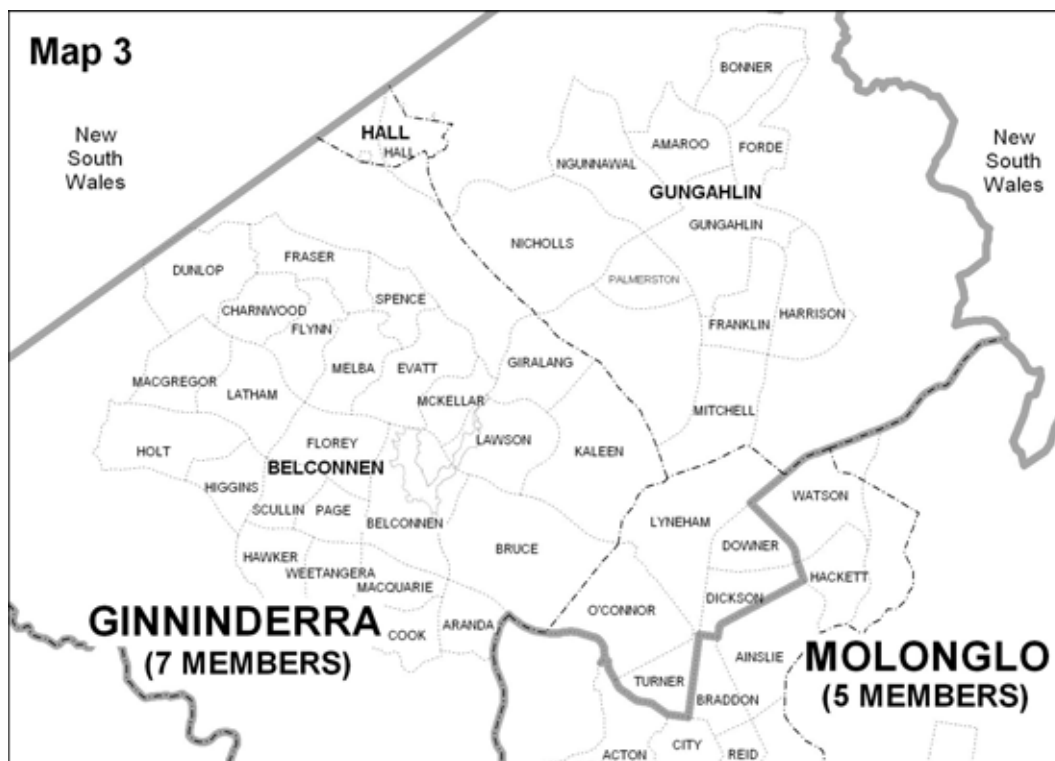 Map 3
New
South
Wales
BONNER
HALL
HALL
AMAROO
FORDE
NGUNNAWAL
New
South
Wales
GUNGAHLIN
GUNGAHLIN
NICHOLLS
DUNLOP
FRASER
PALMERSTON
SPENCE
CHARNWOOD
FLYNN
FRANKLIN
HARRISON
GIRALANG
MELBA
EVATT
MACGREGOR
LATHAM
MCKELLAR
MITCHELL
FLOREY
LAWSON
KALEEN
HOLT
BELCONNEN
HIGGINS
WATSON
SCULLIN
PAGE
BELCONNEN
LYNEHAM
DOWNER
BRUCE
HAWKER
WEETANGERA
MACQUARIE
HACKETT
DICKSON
O'CONNOR
GINNINDERRA
(7 MEMBERS)
COOK
ARANDA
AINSLIE
MOLONGLO
(5 MEMBERS)
TURNER
BRADDON
CITY
ACTON
REID